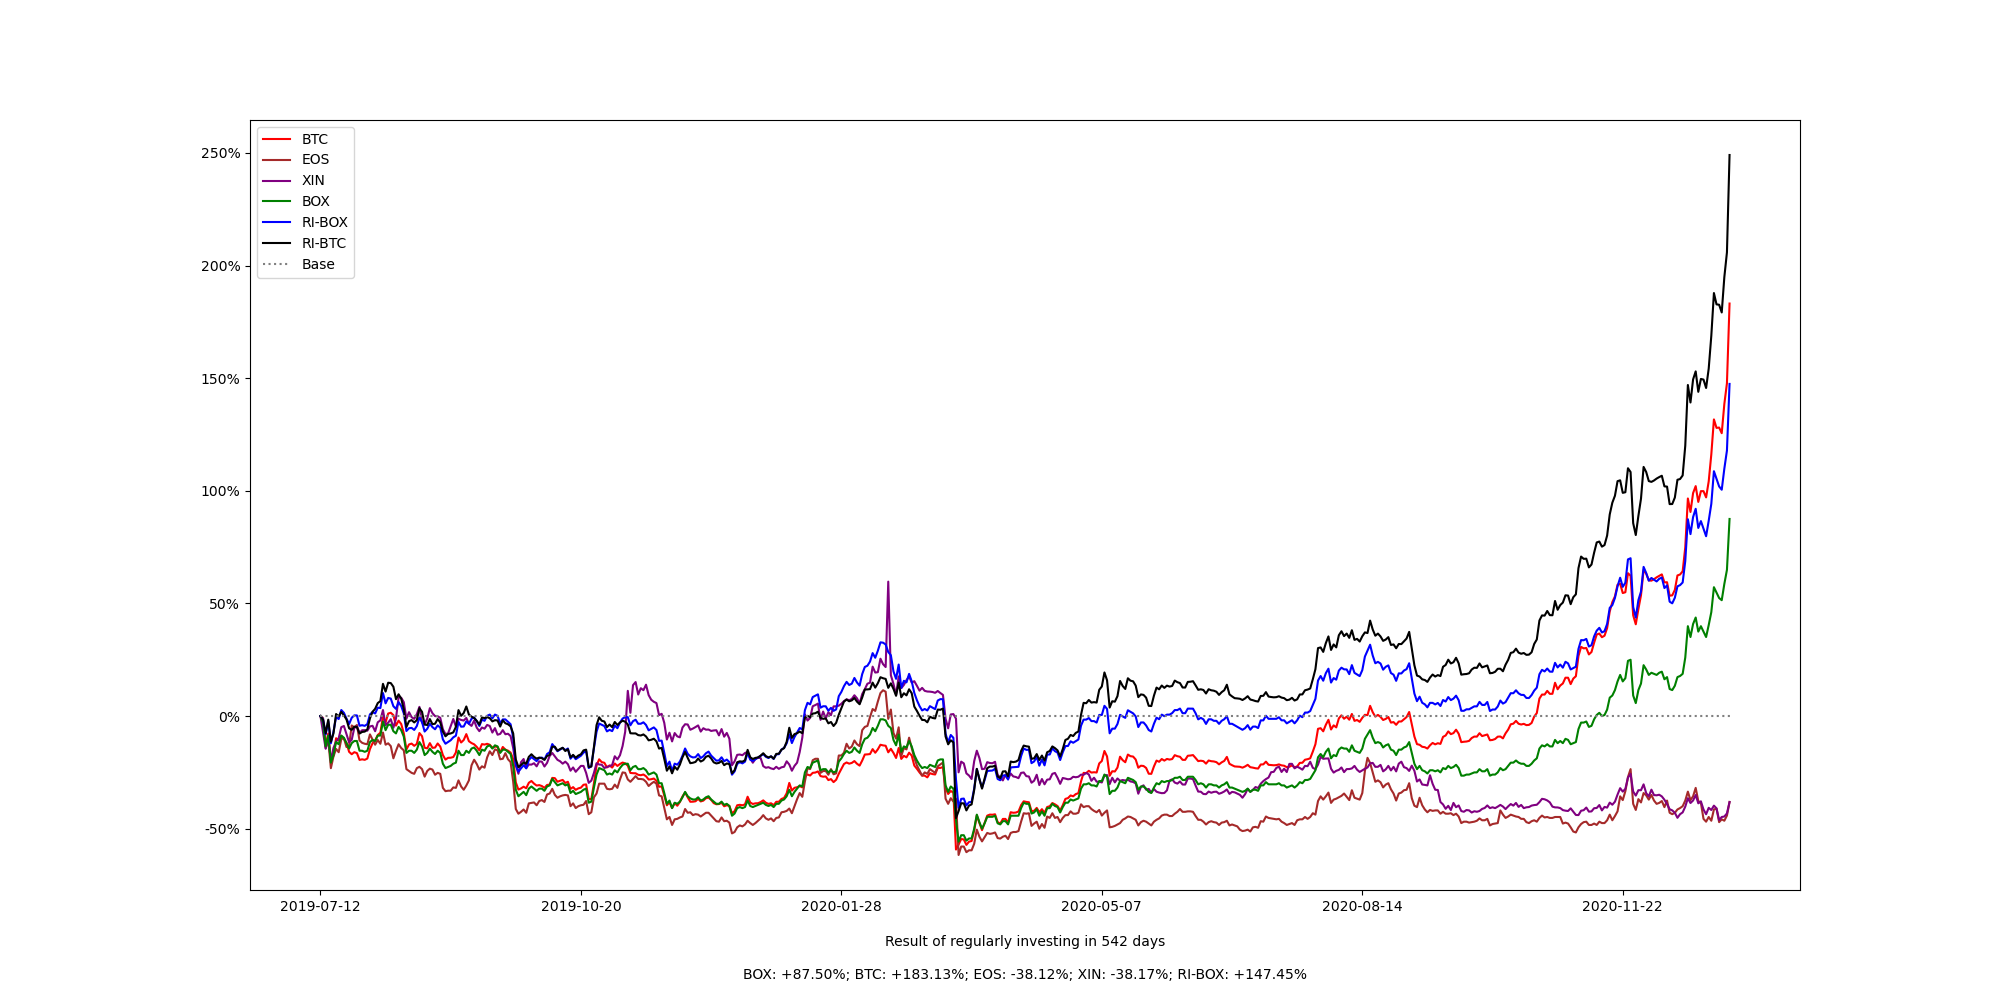 BTC
EOS
XIN
BOX
RI-BOX
RI-BTC
Base
250%
200%
150%
100%
50%
0%
-50%
2019-07-12 2019-10-20 2020-01-28 2020-05-07 2020-08-14 2020-11-22
Result of regularly investing in 542 days
BOX: +87.50%; BTC: +183.13%; EOS: -38.12%; XIN: -38.17%; RI-BOX: +147.45%